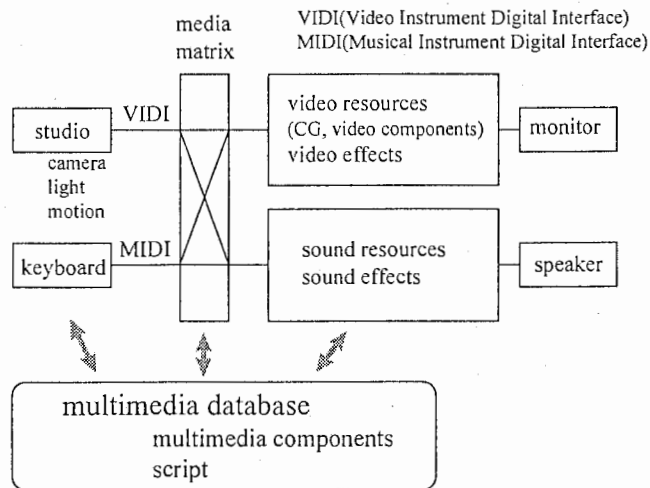 VIDI(Video Instrument Digital Interface)
MIDI(Musical Instrument Digital Interface)
media
matrix
VIDI
studio
camera
light
motion
video resources
(CG, video components)
video effects
monitor
MIDI
keyboard
sound resources
sound effects
speaker
multimedia database
multimedia components
script